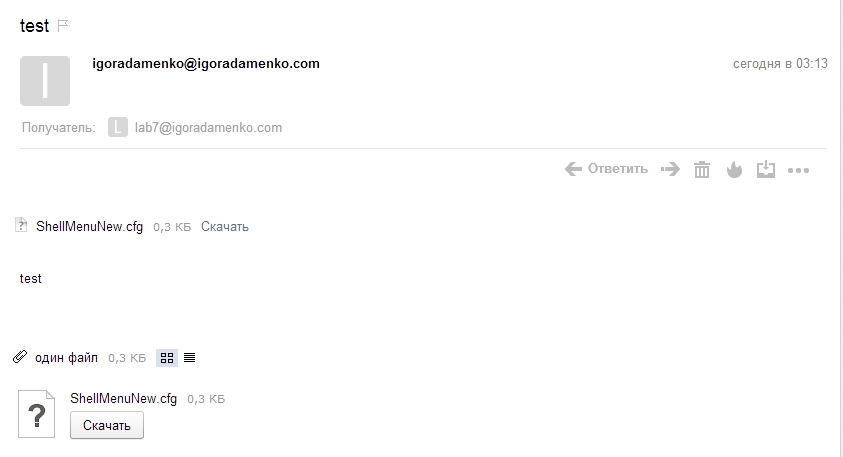 test
I
igoradamenko@igoradamenko.com
сегодня в 03:13
Получатель: L lab7@igoradamenko.com
Ответить
? ShellMenuNew.cfg 0,3 КБ Скачать
test
один файл 0,3 КБ
? ShellMenuNew.cfg 0,3 КБ
Скачать